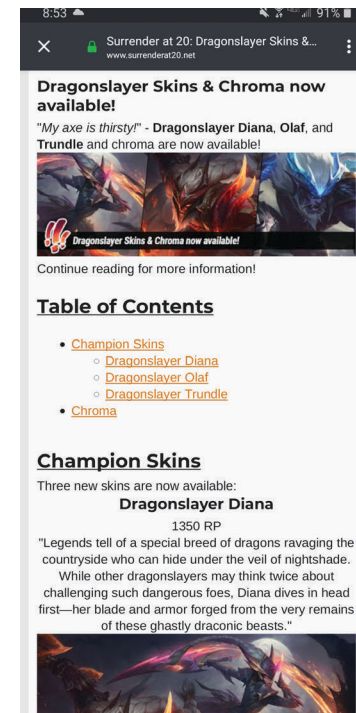 8:53
91%
Surrender at 20: Dragonslayer Skins &...
www.surrenderat20.net
Dragonslayer Skins & Chroma now
available!
"My axe is thirsty!" - Dragonslayer Diana, Olaf, and
Trundle and chroma are now available!
Dragonslayer Skins & Chroma now available!
Continue reading for more information!
Table of Contents
Champion Skins
Dragonslayer Diana
Dragonslayer Olaf
Dragonslayer Trundle
Chroma
Champion Skins
Three new skins are now available:
Dragonslayer Diana
1350 RP
"Legends tell of a special breed of dragons ravaging the
countryside who can hide under the veil of nightshade.
While other dragonslayers may think twice about
challenging such dangerous foes, Diana dives in head
first—her blade and armor forged from the very remains
of these ghastly draconic beasts."